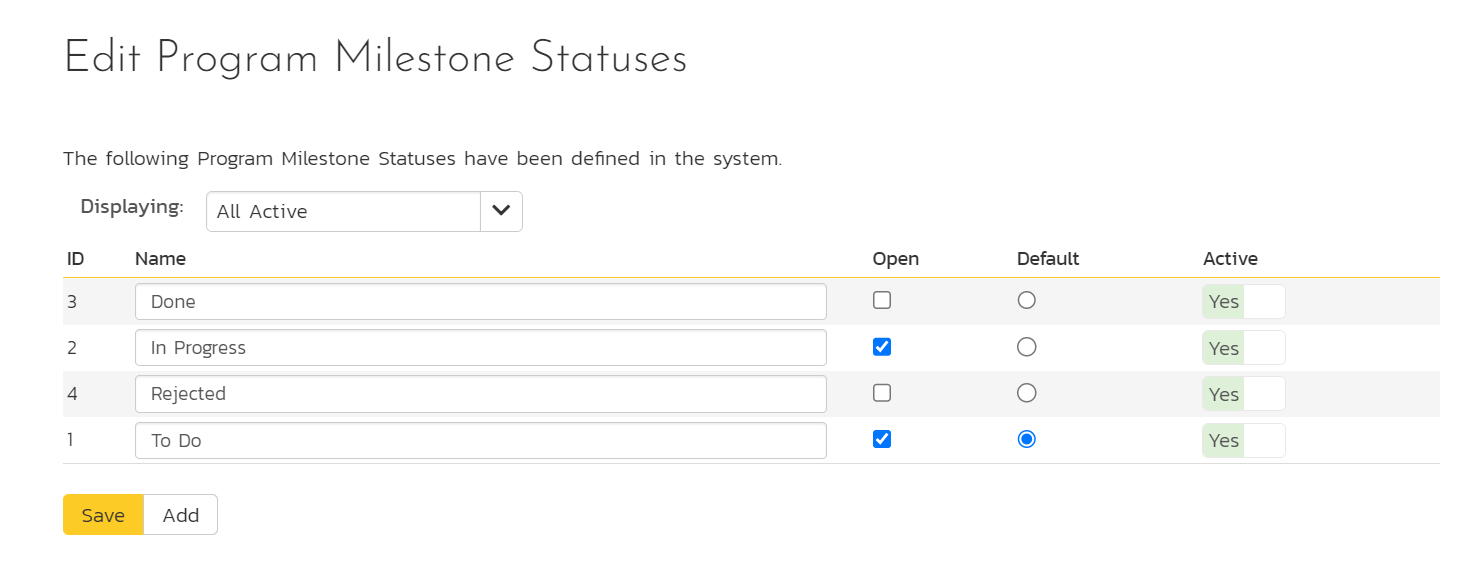 Edit Program Milestone Statuses
The following Program Milestone Statuses have been defined in the system.
Displaying: All Active
ID Name Open Default Active
3 Done Yes
2 In Progress Yes
4 Rejected Yes
1 To Do Yes
Save Add